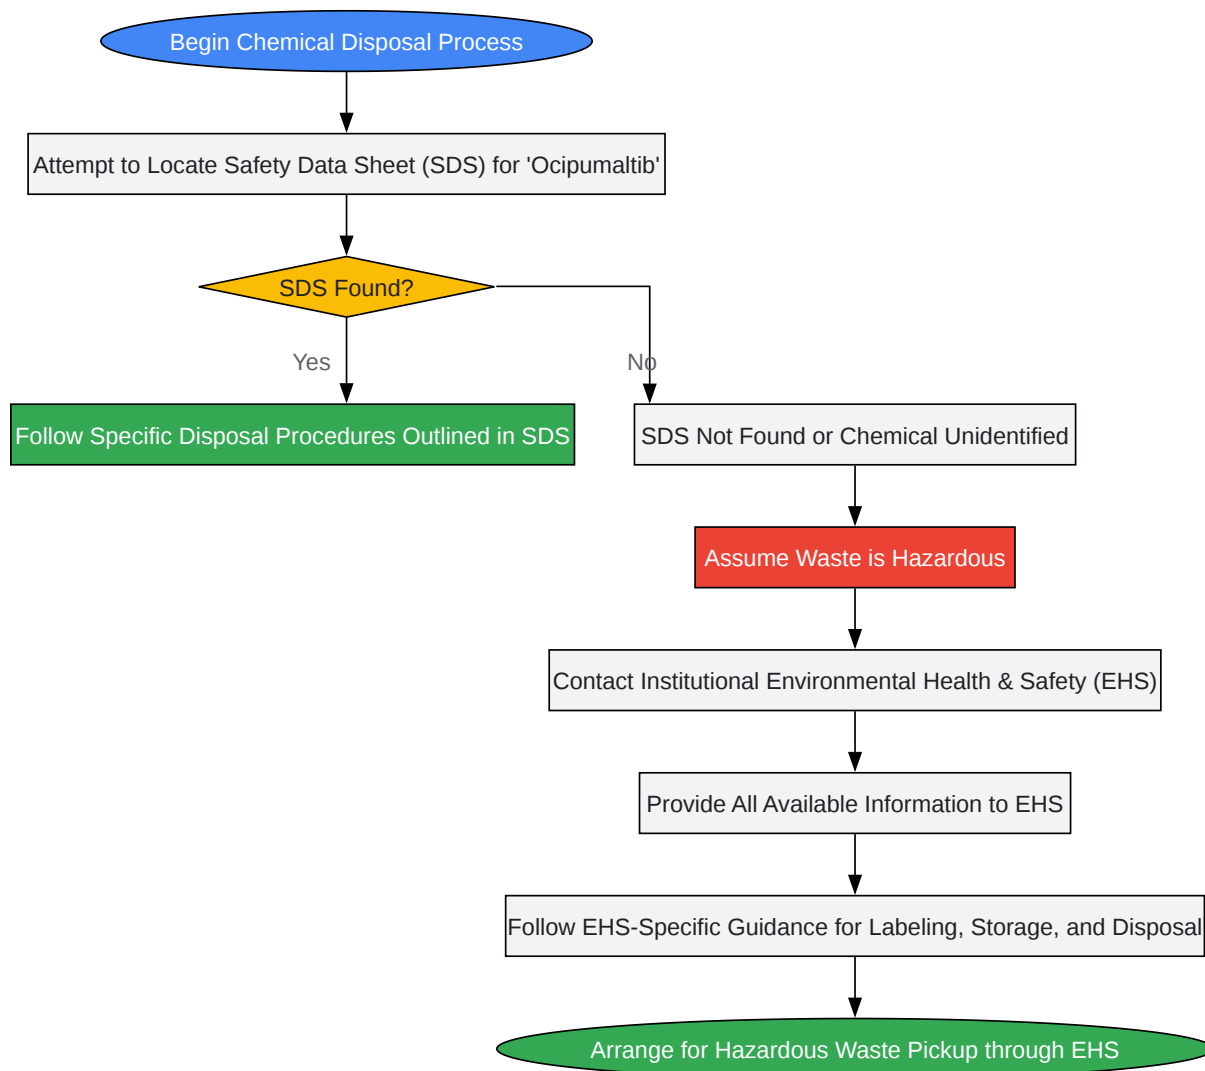 Begin Chemical Disposal Process
Attempt to Locate Safety Data Sheet (SDS) for 'Ocipumaltib'
SDS Found?
Yes
No
Follow Specific Disposal Procedures Outlined in SDS
SDS Not Found or Chemical Unidentified
Assume Waste is Hazardous
Contact Institutional Environmental Health & Safety (EHS)
Provide All Available Information to EHS
Follow EHS-Specific Guidance for Labeling, Storage, and Disposal
Arrange for Hazardous Waste Pickup through EHS